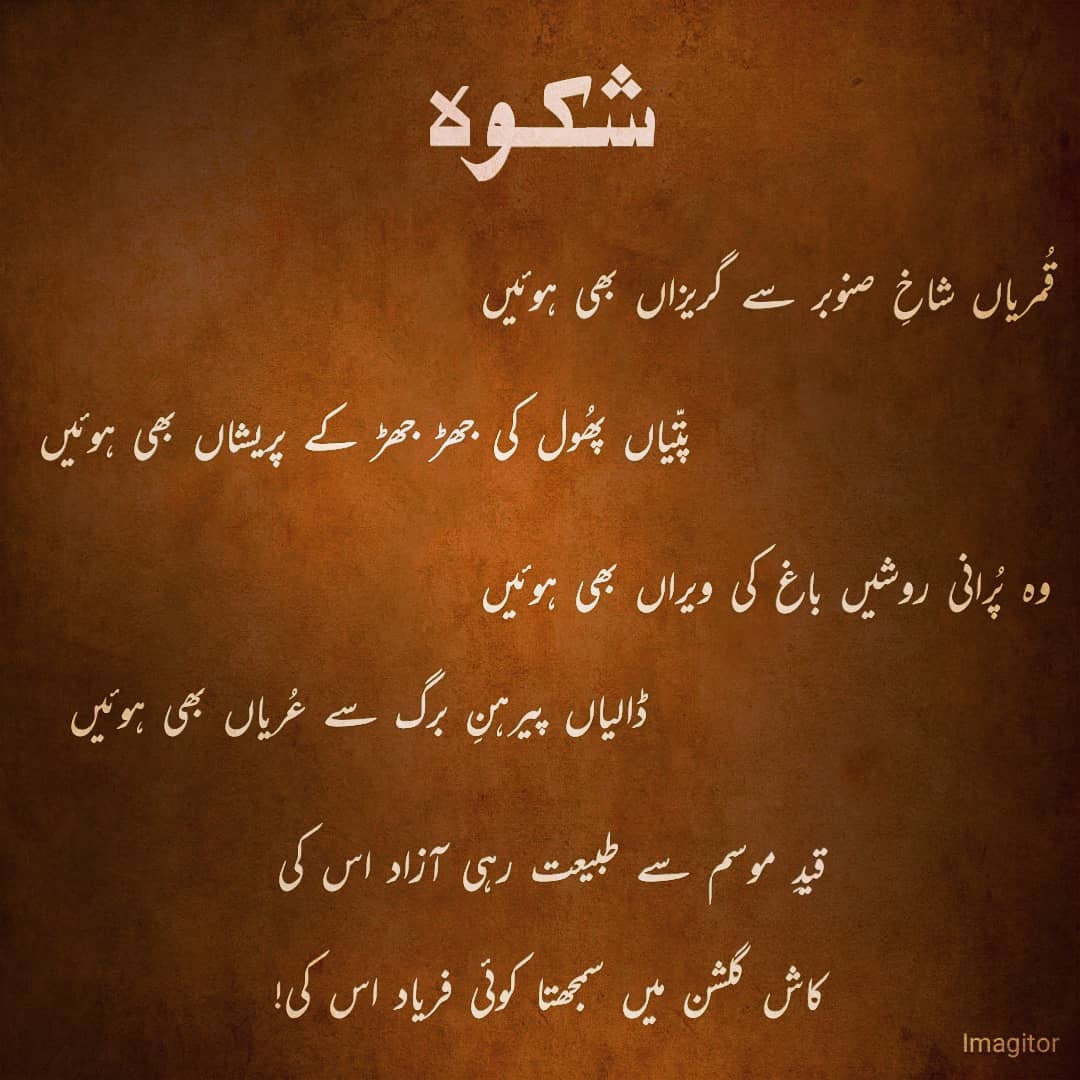 شکوہ
قُمریاں شاخِ صنوبر سے گریزاں بھی ہوئیں
پتّیاں پھُول کی جھڑ جھڑ کے پریشاں بھی ہوئیں
وہ پُرانی روشیں باغ کی ویراں بھی ہوئیں
ڈالیاں پیرہنِ برگ سے عُریاں بھی ہوئیں
قیدِ موسم سے طبیعت رہی آزاد اس کی
کاش گلشن میں سمجھتا کوئی فریاد اس کی!
Imagitor